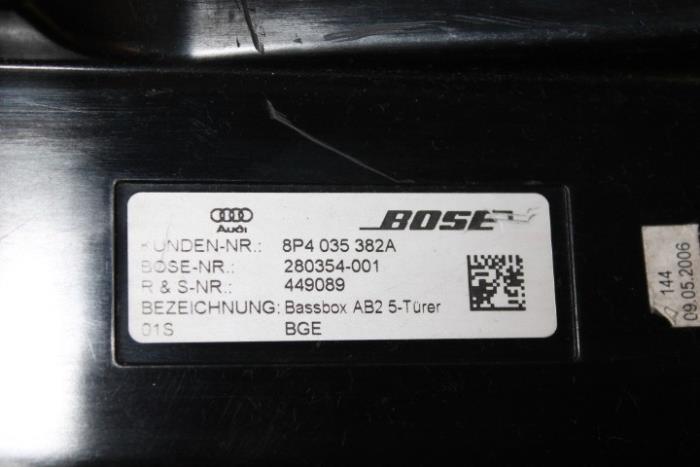 Audi
BOSE
KUNDEN-NR.: 8P4 035 382A
BOSE-NR.: 280354-001
R & S-NR.: 449089
BEZEICHNUNG: Bassbox AB2 5-Türer
01S BGE
144
09.05.2006